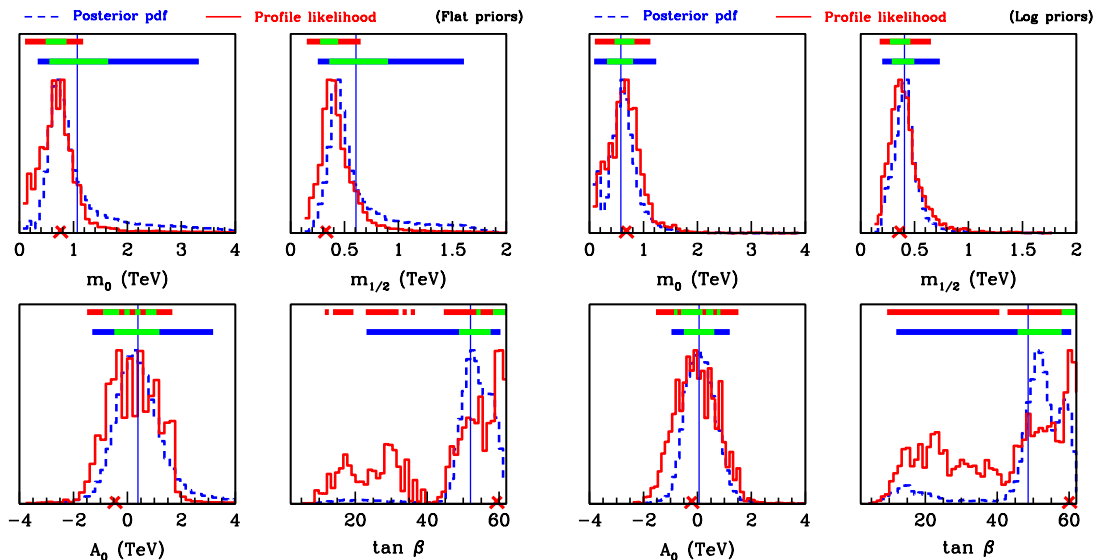 Posterior pdf Profile likelihood (Flat priors) Posterior pdf Profile likelihood (Log priors)
0 1 2 3 4 0 0.5 1 1.5 2 0 1 2 3 4 0 0.5 1 1.5 2
m0 (TeV) m1/2 (TeV) m0 (TeV) m1/2 (TeV)
−4 −2 0 2 4 20 40 60 −4 −2 0 2 4 20 40 60
A0 (TeV) tan β A0 (TeV) tan β